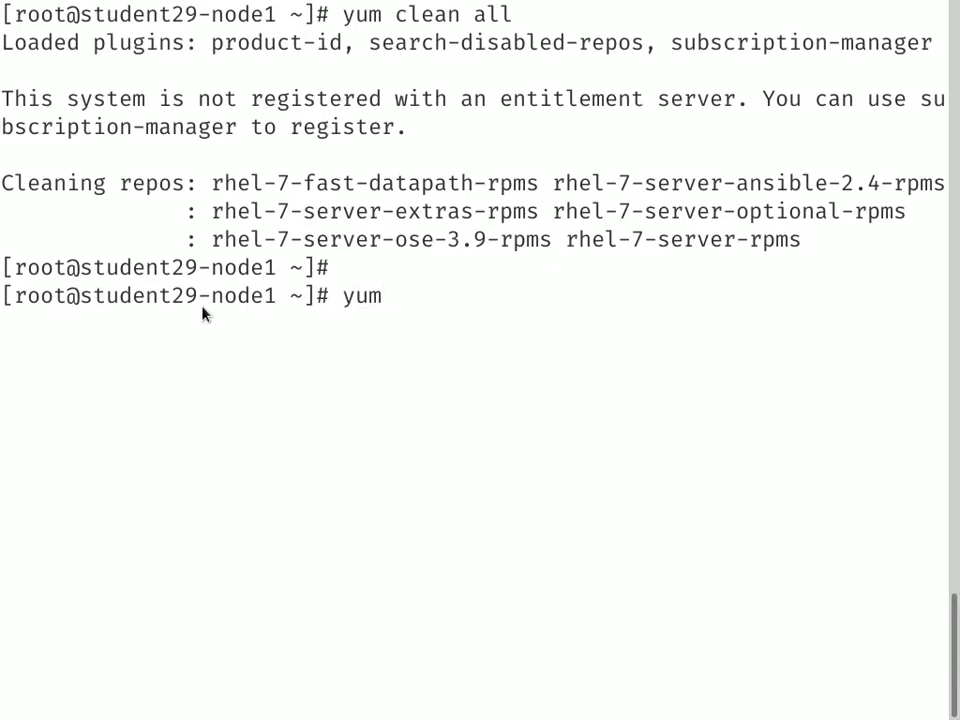 [root@student29-node1 ~]# yum clean all
Loaded plugins: product-id, search-disabled-repos, subscription-manager
This system is not registered with an entitlement server. You can use su
bscription-manager to register.
Cleaning repos: rhel-7-fast-datapath-rpms rhel-7-server-ansible-2.4-rpms
: rhel-7-server-extras-rpms rhel-7-server-optional-rpms
: rhel-7-server-ose-3.9-rpms rhel-7-server-rpms
[root@student29-node1 ~]#
[root@student29-node1 ~]# yum